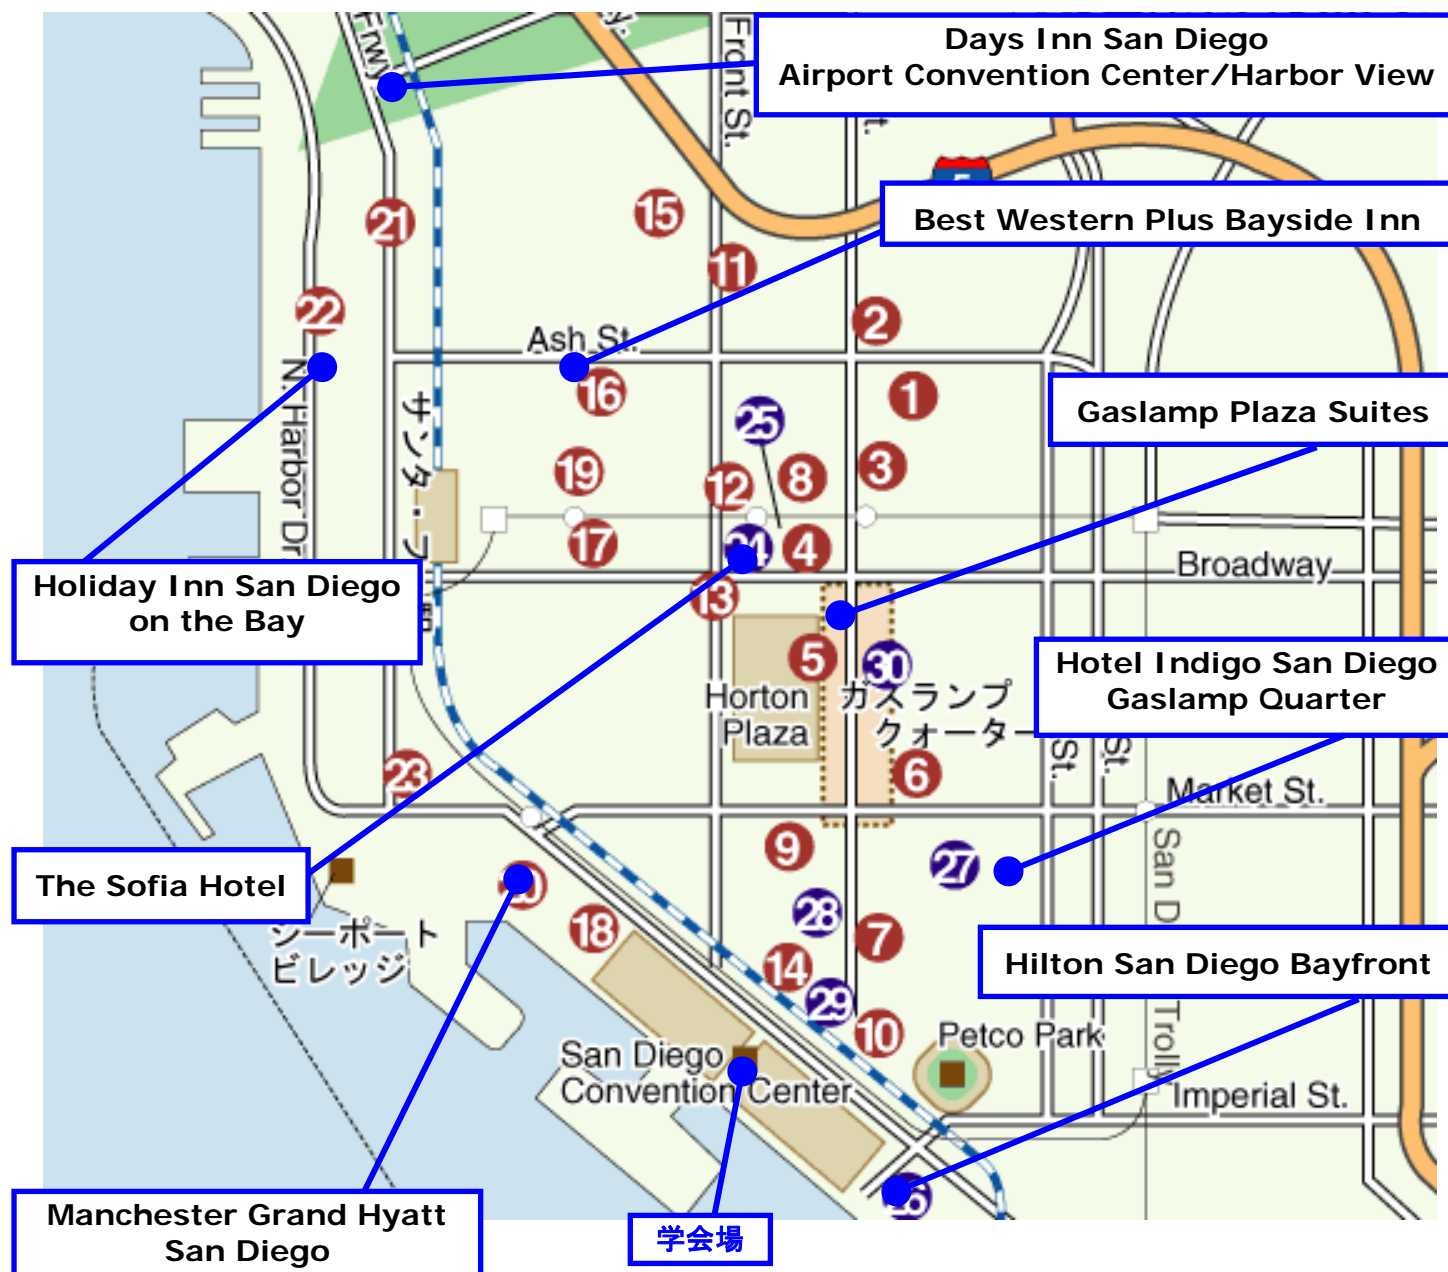 Frwy.
y.
Front St.
Days Inn San Diego
Airport Convention Center/Harbor View
t.
5
21
15
Best Western Plus Bayside Inn
11
22
2
Ash St.
N. Harbor Dr.
16
1
サンタ・フ
25
Gaslamp Plaza Suites
19
12
8
3
17
24
4
Broadway
Holiday Inn San Diego
on the Bay
駅
13
5
30
Horton
Plaza
ガスランプ
クォーター
Hotel Indigo San Diego
Gaslamp Quarter
St.
St.
23
6
Market St.
9
27
San D
Trolly
The Sofia Hotel
20
28
シーポート
ビレッジ
18
7
14
29
Hilton San Diego Bayfront
10
Petco Park
San Diego
Convention Center
Imperial St.
26
Manchester Grand Hyatt
San Diego
学会場